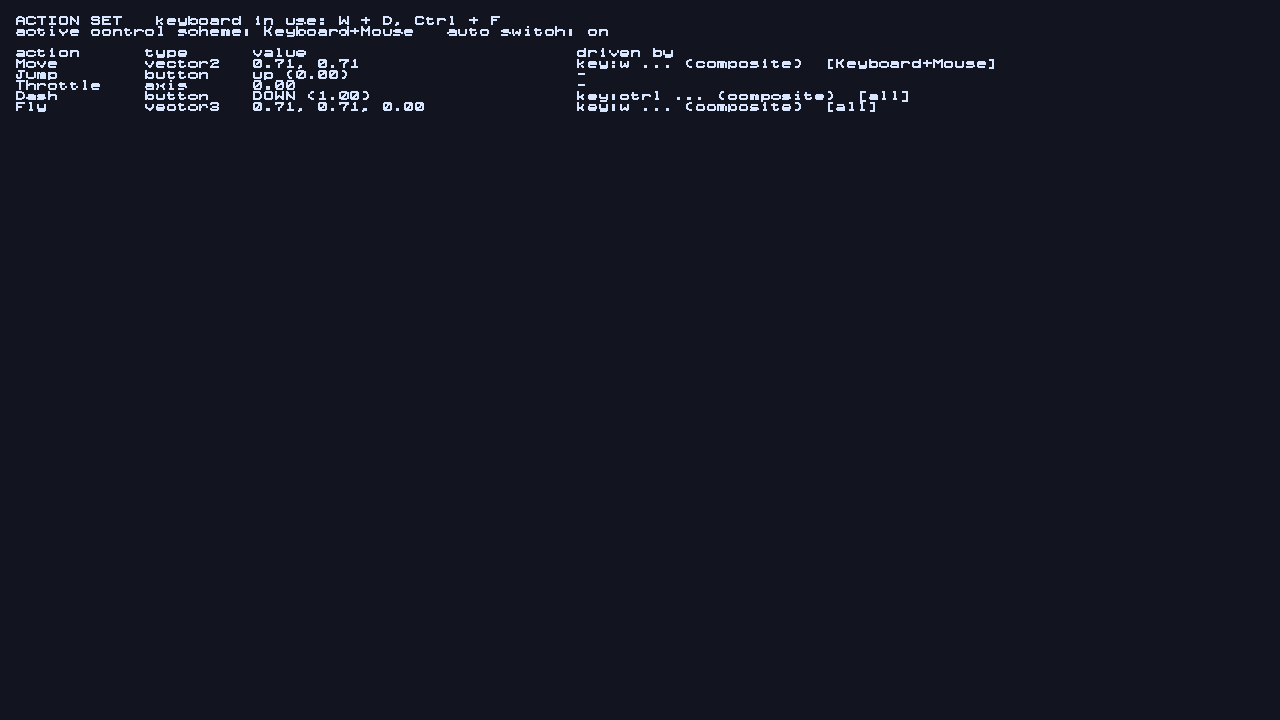 ACTION SET   keyboard in use: W + D, Ctrl + F
active control scheme: Keyboard+Mouse   auto switch: on
action      type      value                         driven by
Move        vector2   0.71, 0.71                    key:w ... (composite)  [Keyboard+Mouse]
Jump        button    up (0.00)                     -
Throttle    axis      0.00                          -
Dash        button    DOWN (1.00)                   key:ctrl ... (composite)  [all]
Fly         vector3   0.71, 0.71, 0.00              key:w ... (composite)  [all]